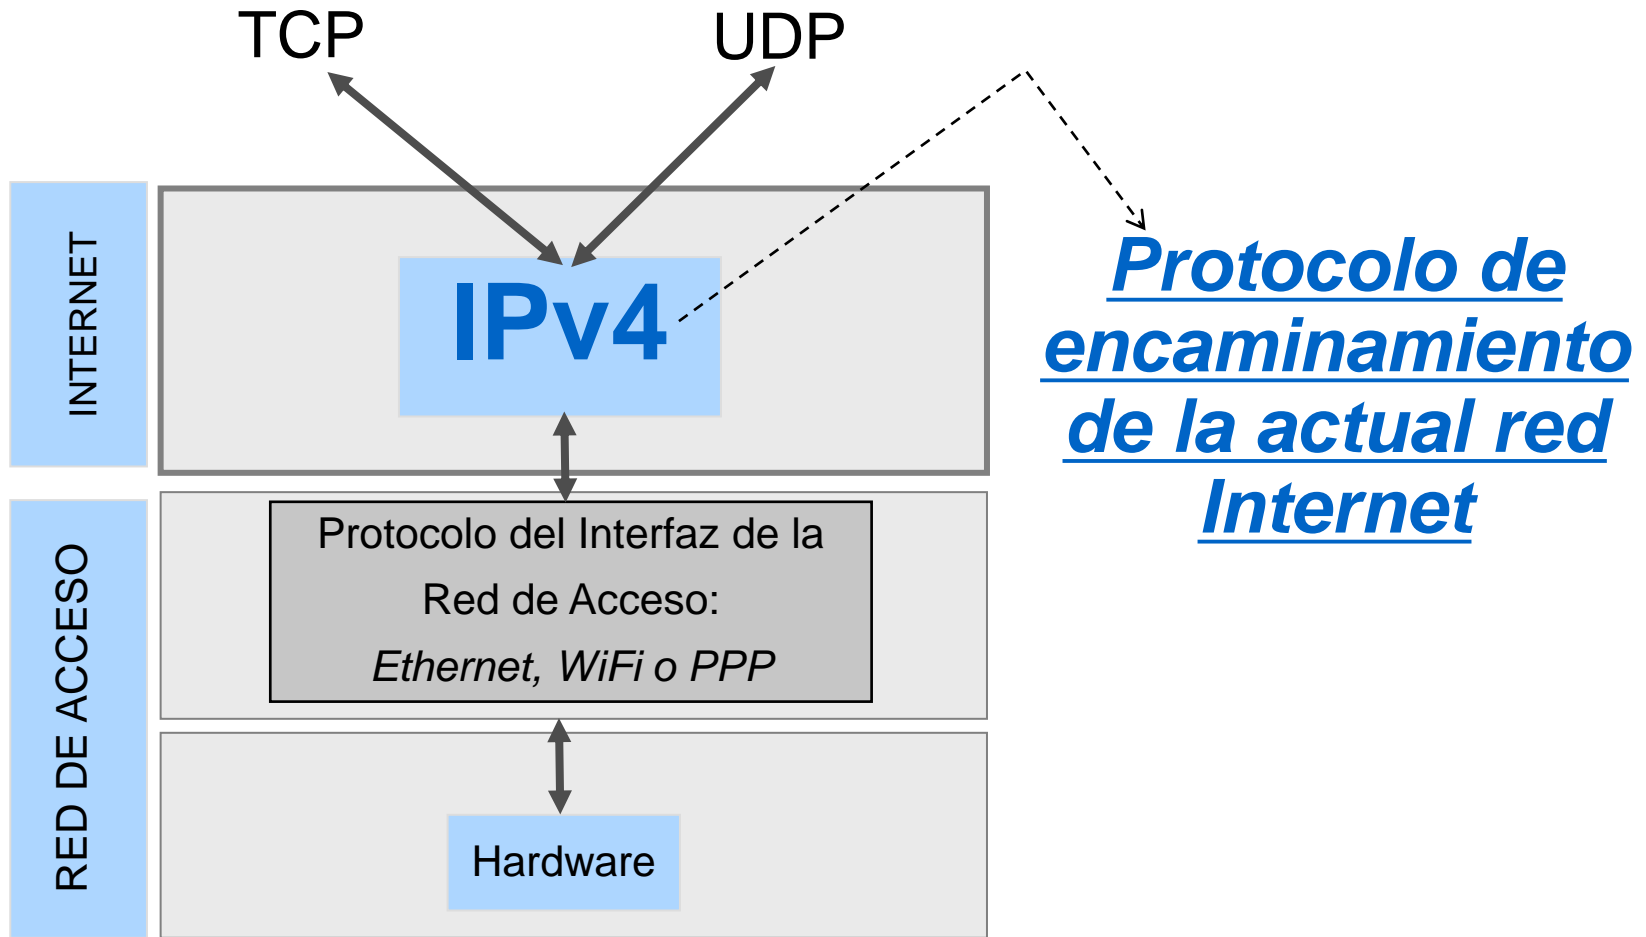 TCP
UDP
INTERNET
IPv4
Protocolo de
encaminamiento
de la actual red
Internet
RED DE ACCESO
Protocolo del Interfaz de la
Red de Acceso:
Ethernet, WiFi o PPP
Hardware